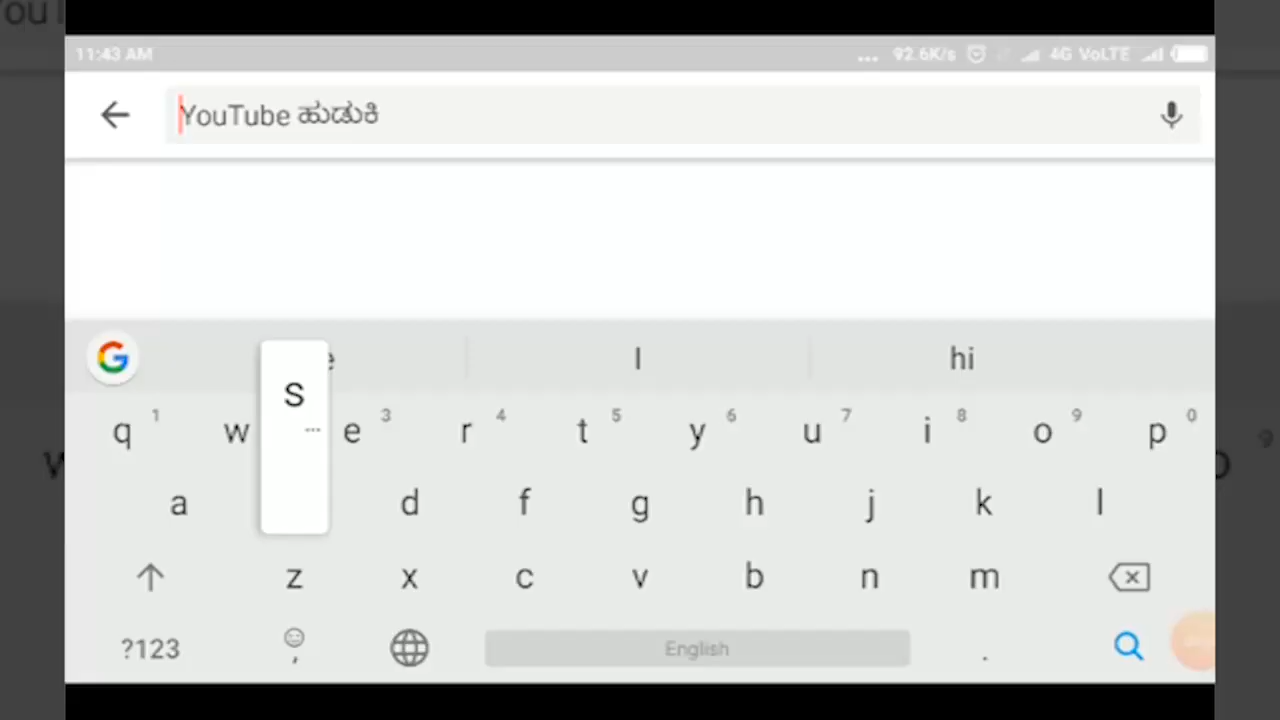 11:43 AM ... 92.6K/s 4G VoLTE
YouTube ಹುಡುಕಿ
I hi
q 1 w e 3 r 4 t 5 y 6 u 7 i 8 o 9 p 0
S
a d f g h j k l
z x c v b n m
?123 , English .